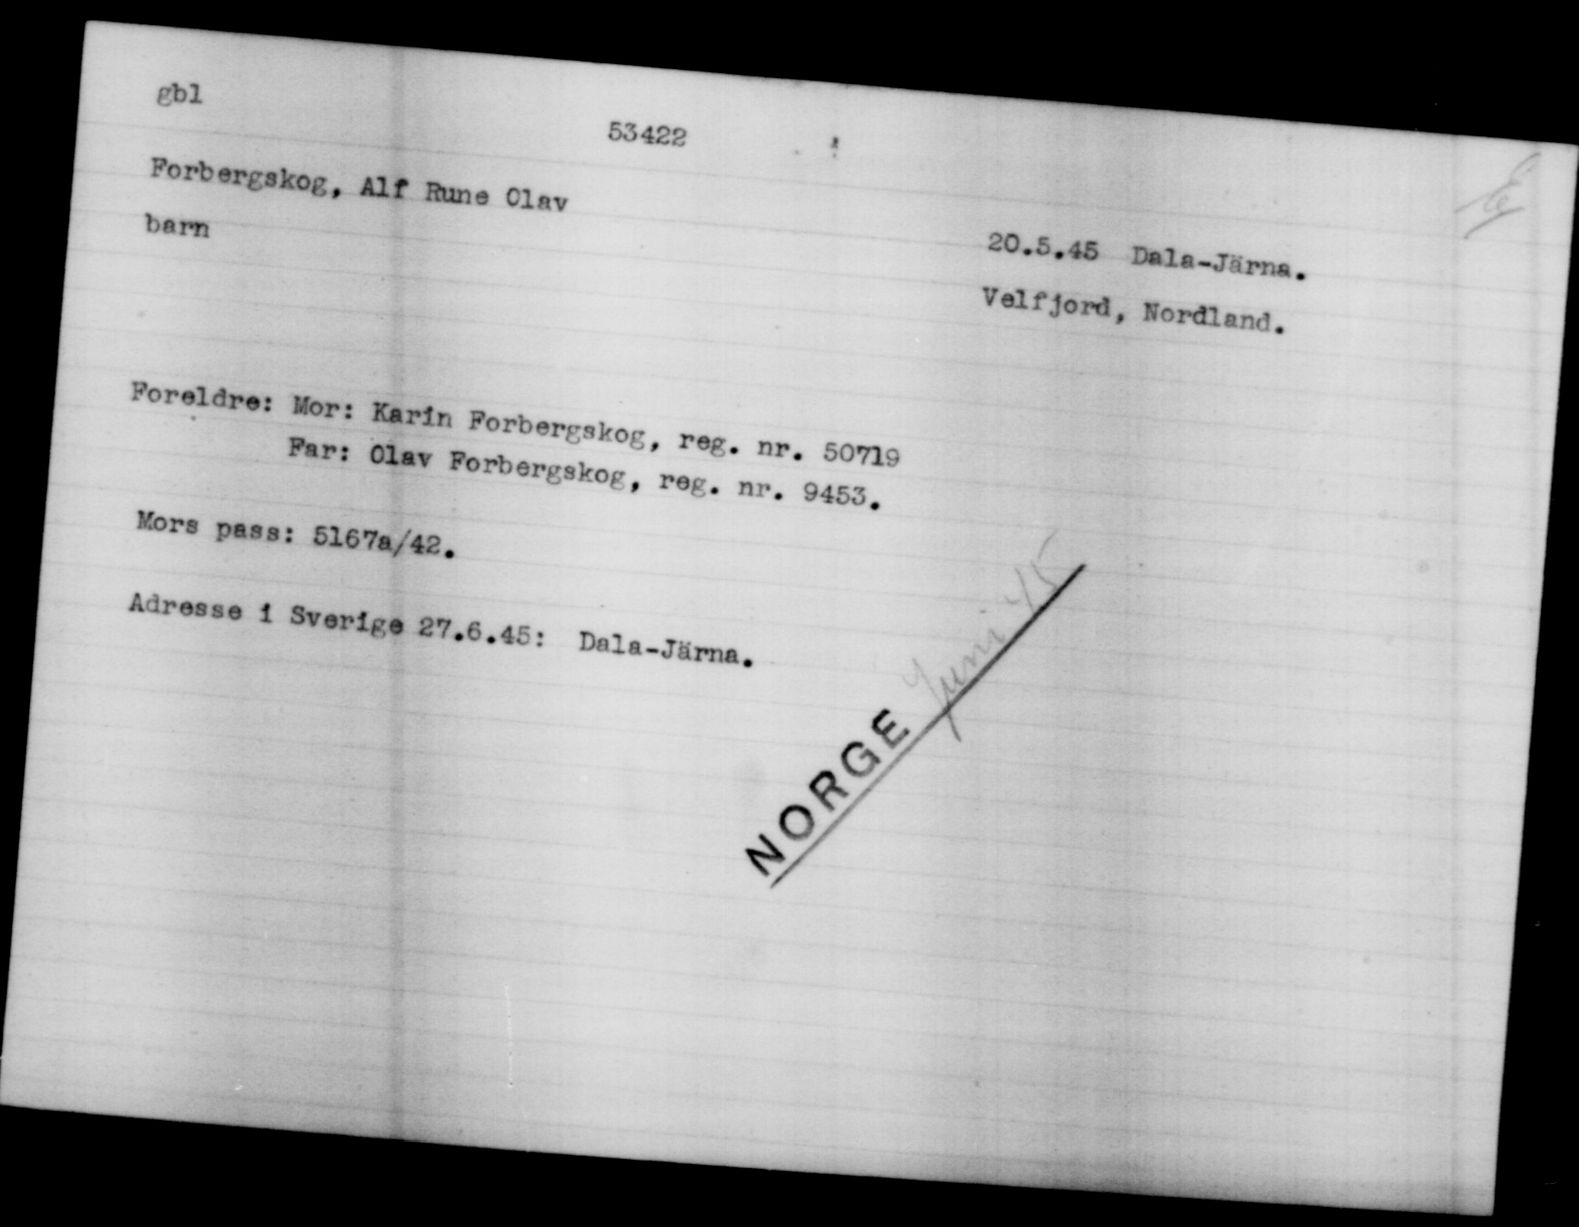 gbl
53422
Forbergskog, Alf Rune Olav
barn
20.5.45 Dala-Järna.
Velfjord, Nordland.
Foreldre: Mor: Karin Forbergskog, reg. nr. 50719
Far: Olav Forbergskog, reg. nr. 9453.
Mors pass: 5167a/42.
Adresse i Sverige 27.6.45: Dala-Järna.
NORGE Juni 45